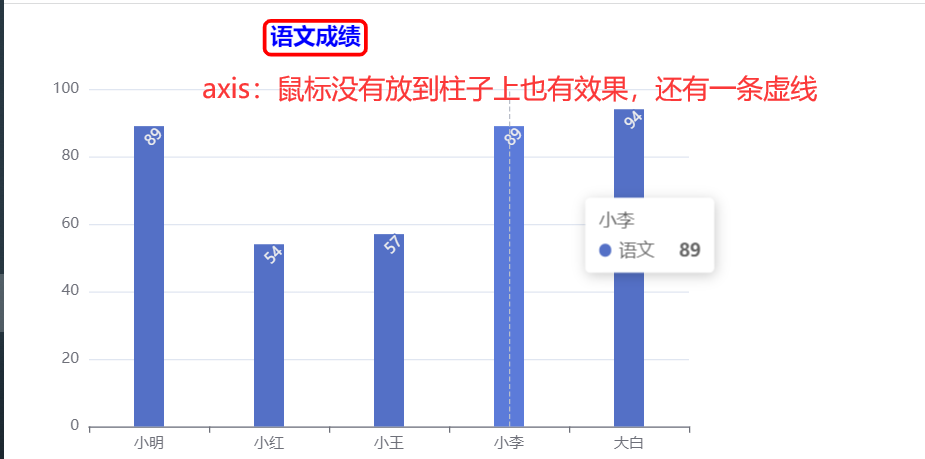 语文成绩
axis：鼠标没有放到柱子上也有效果，还有一条虚线
100
80
60
40
20
0
89
54
57
89
94
小李
语文 89
小明 小红 小王 小李 大白